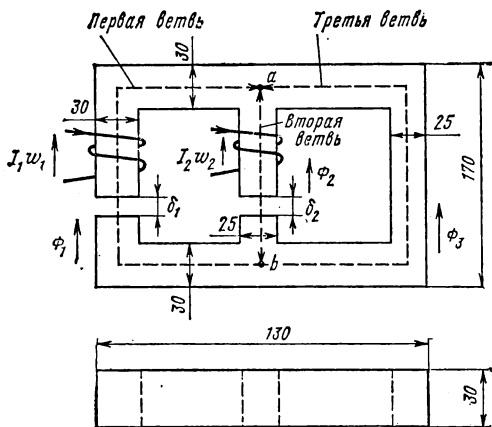 Первая ветвь
Третья ветвь
30
a
30
Вторая ветвь
25
I₁w₁
I₂w₂
Φ₂
170
δ₁
δ₂
25
Φ₁
Φ₃
b
30
130
30